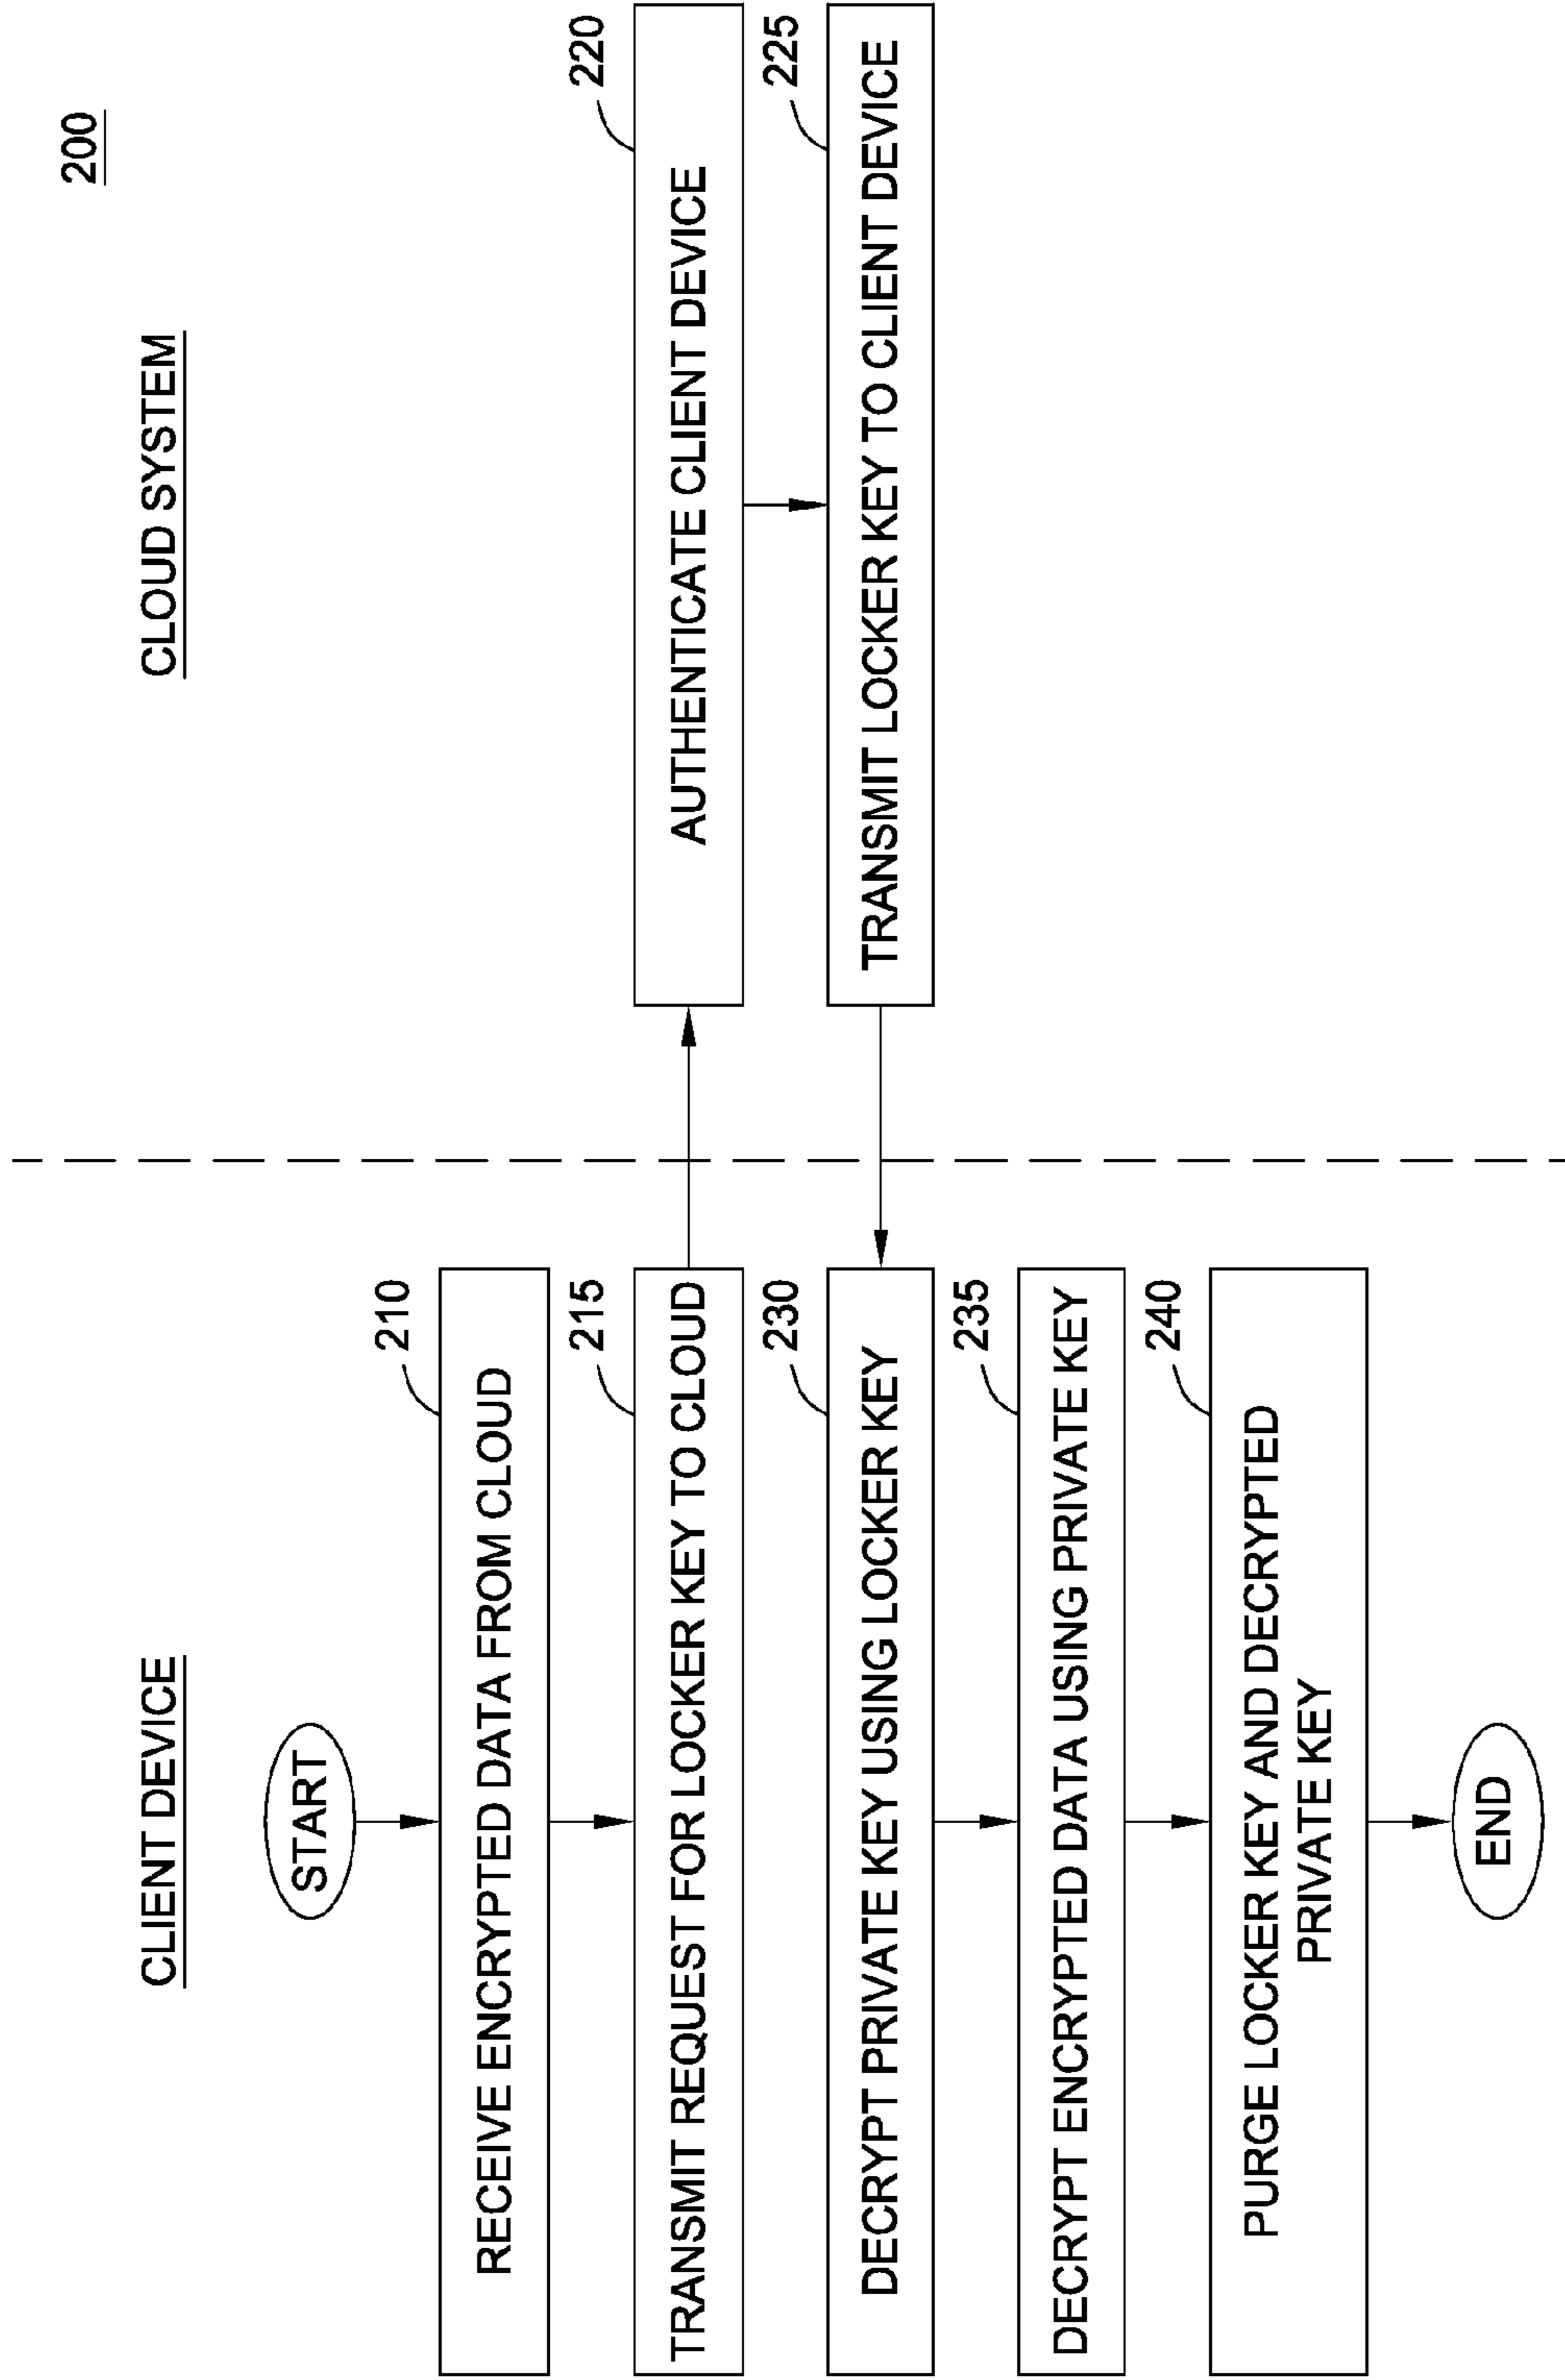 200
CLIENT DEVICE
CLOUD SYSTEM
START
210
RECEIVE ENCRYPTED DATA FROM CLOUD
215
TRANSMIT REQUEST FOR LOCKER KEY TO CLOUD
220
AUTHENTICATE CLIENT DEVICE
225
TRANSMIT LOCKER KEY TO CLIENT DEVICE
230
DECRYPT PRIVATE KEY USING LOCKER KEY
235
DECRYPT ENCRYPTED DATA USING PRIVATE KEY
240
PURGE LOCKER KEY AND DECRYPTED
PRIVATE KEY
END